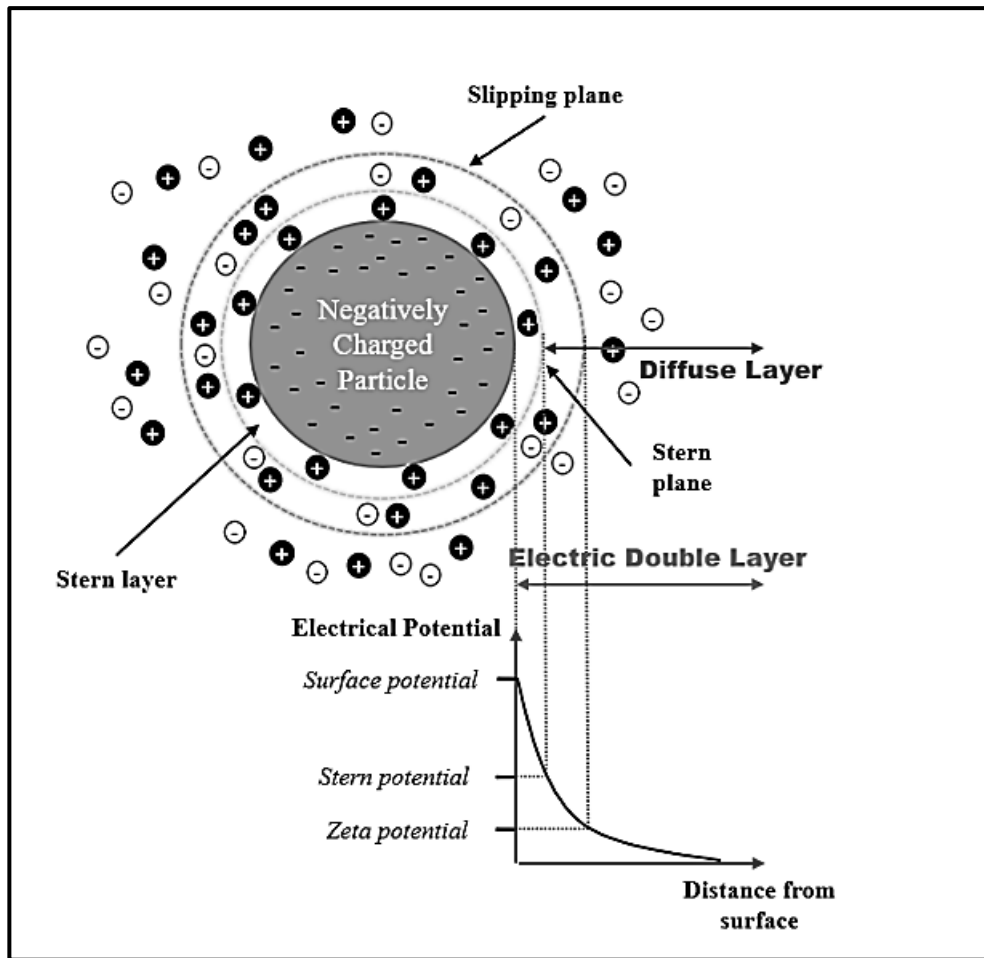 Slipping plane
Negatively
Charged
Particle
Diffuse Layer
Stern
plane
Stern layer
Electric Double Layer
Electrical Potential
Surface potential
Stern potential
Zeta potential
Distance from
surface